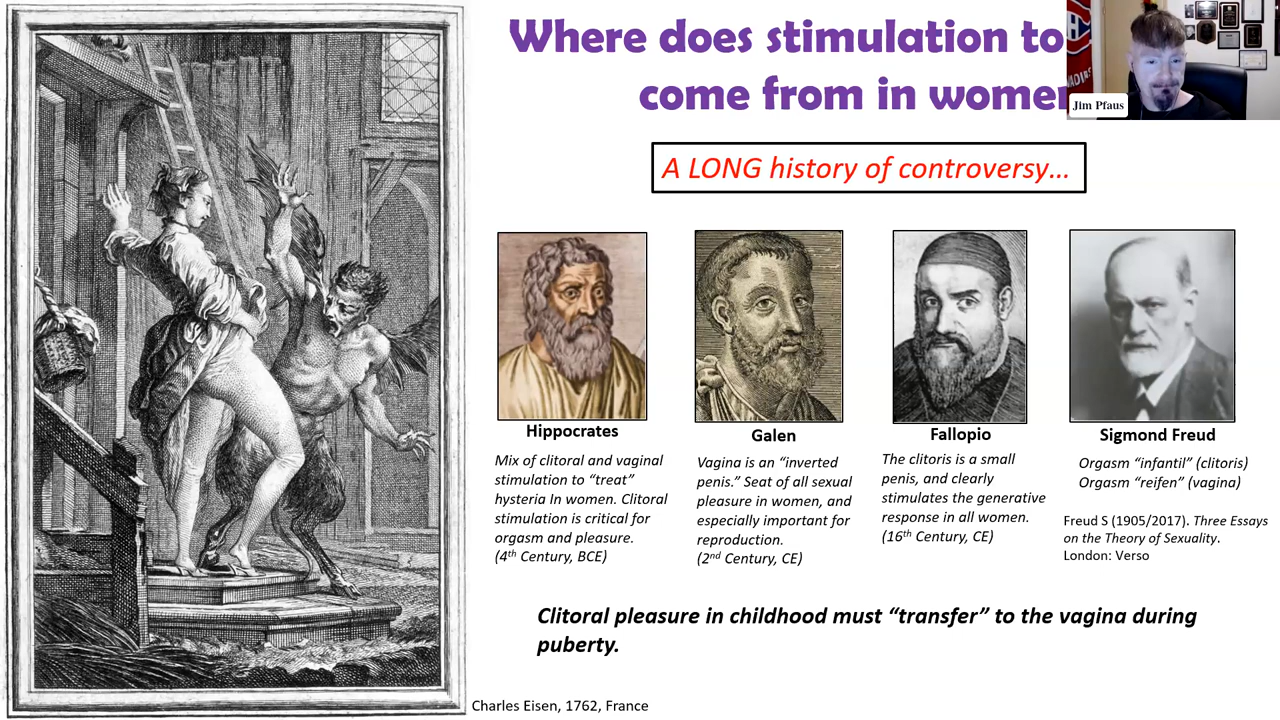 Where does stimulation to
come from in women
Jim Pfaus
A LONG history of controversy...
Hippocrates
Mix of clitoral and vaginal
stimulation to “treat”
hysteria In women. Clitoral
stimulation is critical for
orgasm and pleasure.
(4th Century, BCE)
Galen
Vagina is an “inverted
penis.” Seat of all sexual
pleasure in women, and
especially important for
reproduction.
(2nd Century, CE)
Fallopio
The clitoris is a small
penis, and clearly
stimulates the generative
response in all women.
(16th Century, CE)
Sigmond Freud
Orgasm “infantil” (clitoris)
Orgasm “reifen” (vagina)
Freud S (1905/2017). Three Essays
on the Theory of Sexuality.
London: Verso
Clitoral pleasure in childhood must “transfer” to the vagina during
puberty.
Charles Eisen, 1762, France